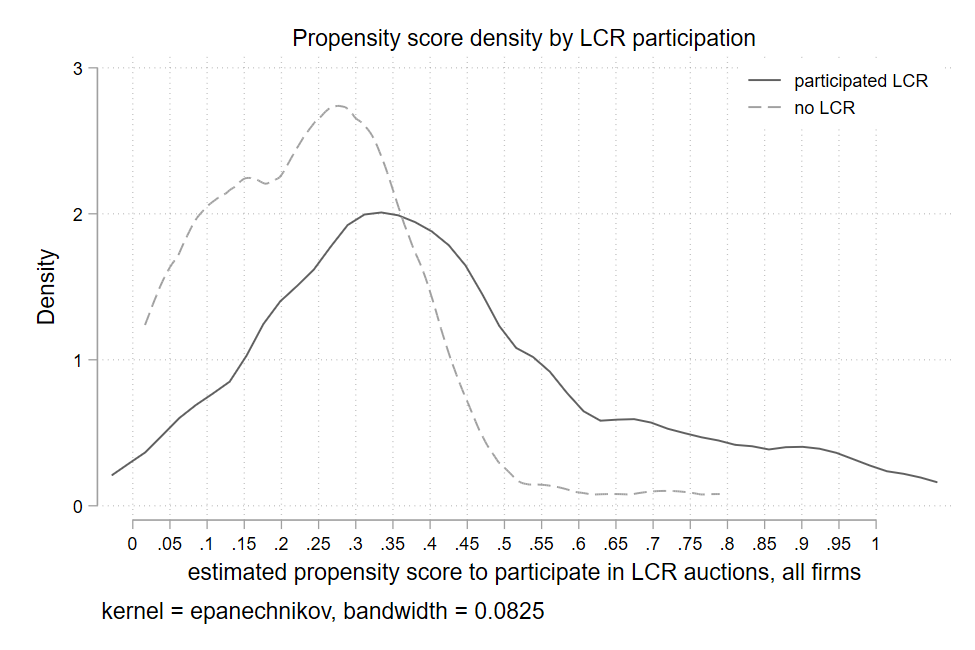 Propensity score density by LCR participation
participated LCR
no LCR
3
2
1
0
Density
0 .05 .1 .15 .2 .25 .3 .35 .4 .45 .5 .55 .6 .65 .7 .75 .8 .85 .9 .95 1
estimated propensity score to participate in LCR auctions, all firms
kernel = epanechnikov, bandwidth = 0.0825